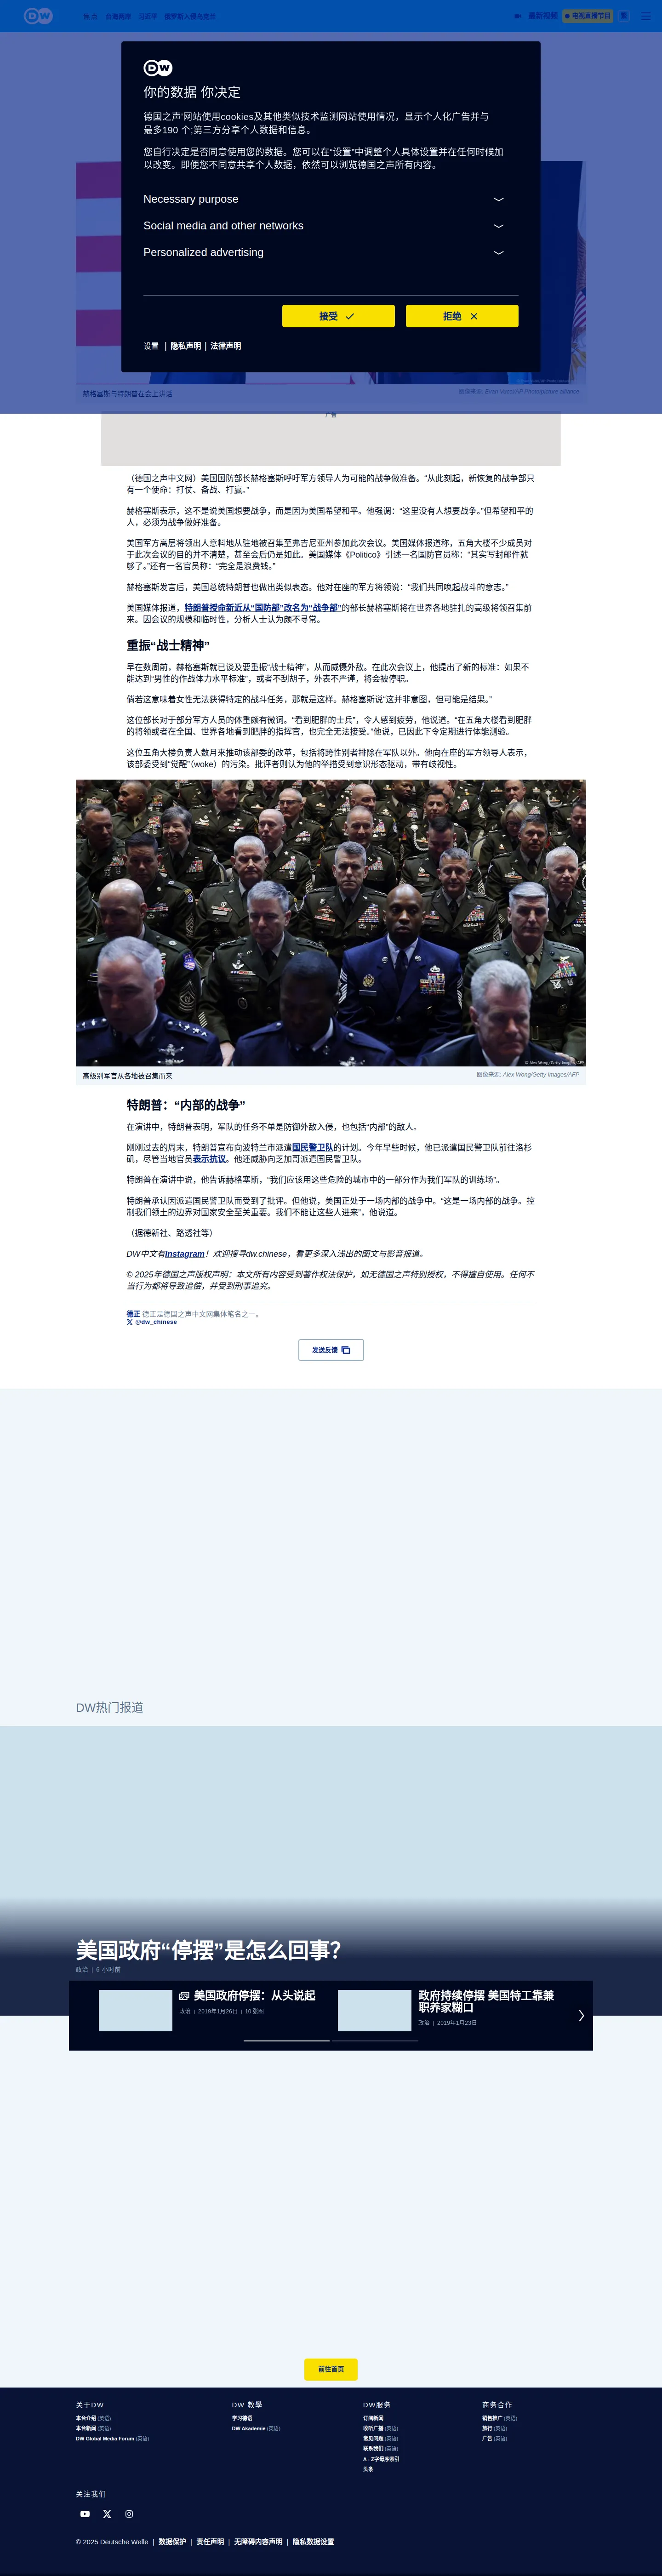 DW
焦点 台海两岸 习近平 俄罗斯入侵乌克兰
最新视频
电视直播节目
繁
DW
你的数据 你决定
德国之声'网站使用cookies及其他类似技术监测网站使用情况，显示个人化广告并与
最多190 个;第三方分享个人数据和信息。
您自行决定是否同意使用您的数据。您可以在“设置”中调整个人具体设置并在任何时候加
以改变。即便您不同意共享个人数据，依然可以浏览德国之声所有内容。
Necessary purpose
Social media and other networks
Personalized advertising
接受
拒绝
设置 | 隐私声明 | 法律声明
赫格塞斯与特朗普在会上讲话
图像来源: Evan Vucci/AP Photo/picture alliance
广告
（德国之声中文网）美国国防部长赫格塞斯呼吁军方领导人为可能的战争做准备。“从此刻起，新恢复的战争部只
有一个使命：打仗、备战、打赢。”
赫格塞斯表示，这不是说美国想要战争，而是因为美国希望和平。他强调：“这里没有人想要战争。”但希望和平的
人，必须为战争做好准备。
美国军方高层将领出人意料地从驻地被召集至弗吉尼亚州参加此次会议。美国媒体报道称，五角大楼不少成员对
于此次会议的目的并不清楚，甚至会后仍是如此。美国媒体《Politico》引述一名国防官员称：“其实写封邮件就
够了。”还有一名官员称：“完全是浪费钱。”
赫格塞斯发言后，美国总统特朗普也做出类似表态。他对在座的军方将领说：“我们共同唤起战斗的意志。”
美国媒体报道，特朗普授命新近从“国防部”改名为“战争部”的部长赫格塞斯将在世界各地驻扎的高级将领召集前
来。因会议的规模和临时性，分析人士认为颇不寻常。
重振“战士精神”
早在数周前，赫格塞斯就已谈及要重振“战士精神”，从而威慑外敌。在此次会议上，他提出了新的标准：如果不
能达到“男性的作战体力水平标准”，或者不刮胡子，外表不严谨，将会被停职。
倘若这意味着女性无法获得特定的战斗任务，那就是这样。赫格塞斯说“这并非意图，但可能是结果。”
这位部长对于部分军方人员的体重颇有微词。“看到肥胖的士兵”，令人感到疲劳，他说道。“在五角大楼看到肥胖
的将领或者在全国、世界各地看到肥胖的指挥官，也完全无法接受。”他说，已因此下令定期进行体能测验。
这位五角大楼负责人数月来推动该部委的改革，包括将跨性别者排除在军队以外。他向在座的军方领导人表示，
该部委受到“觉醒”（woke）的污染。批评者则认为他的举措受到意识形态驱动，带有歧视性。
© Alex Wong/Getty Images/AFP
高级别军官从各地被召集而来
图像来源: Alex Wong/Getty Images/AFP
特朗普：“内部的战争”
在演讲中，特朗普表明，军队的任务不单是防御外敌入侵，也包括“内部”的敌人。
刚刚过去的周末，特朗普宣布向波特兰市派遣国民警卫队的计划。今年早些时候，他已派遣国民警卫队前往洛杉
矶，尽管当地官员表示抗议。他还威胁向芝加哥派遣国民警卫队。
特朗普在演讲中说，他告诉赫格塞斯，“我们应该用这些危险的城市中的一部分作为我们军队的训练场”。
特朗普承认因派遣国民警卫队而受到了批评。但他说，美国正处于一场内部的战争中。“这是一场内部的战争。控
制我们领土的边界对国家安全至关重要。我们不能让这些人进来”，他说道。
（据德新社、路透社等）
DW中文有Instagram！欢迎搜寻dw.chinese，看更多深入浅出的图文与影音报道。
© 2025年德国之声版权声明：本文所有内容受到著作权法保护，如无德国之声特别授权，不得擅自使用。任何不
当行为都将导致追偿，并受到刑事追究。
德正 德正是德国之声中文网集体笔名之一。
@dw_chinese
发送反馈
DW热门报道
美国政府“停摆”是怎么回事？
政治 | 6 小时前
美国政府停摆：从头说起
政治 | 2019年1月26日 | 10 张图
政府持续停摆 美国特工靠兼
职养家糊口
政治 | 2019年1月23日
前往首页
关于DW
本台介绍 (英语)
本台新闻 (英语)
DW Global Media Forum (英语)
DW 教學
学习德语
DW Akademie (英语)
DW服务
订阅新闻
收听广播 (英语)
常见问题 (英语)
联系我们 (英语)
A - Z字母序索引
头条
商务合作
销售推广 (英语)
旅行 (英语)
广告 (英语)
关注我们
© 2025 Deutsche Welle | 数据保护 | 责任声明 | 无障碍内容声明 | 隐私数据设置